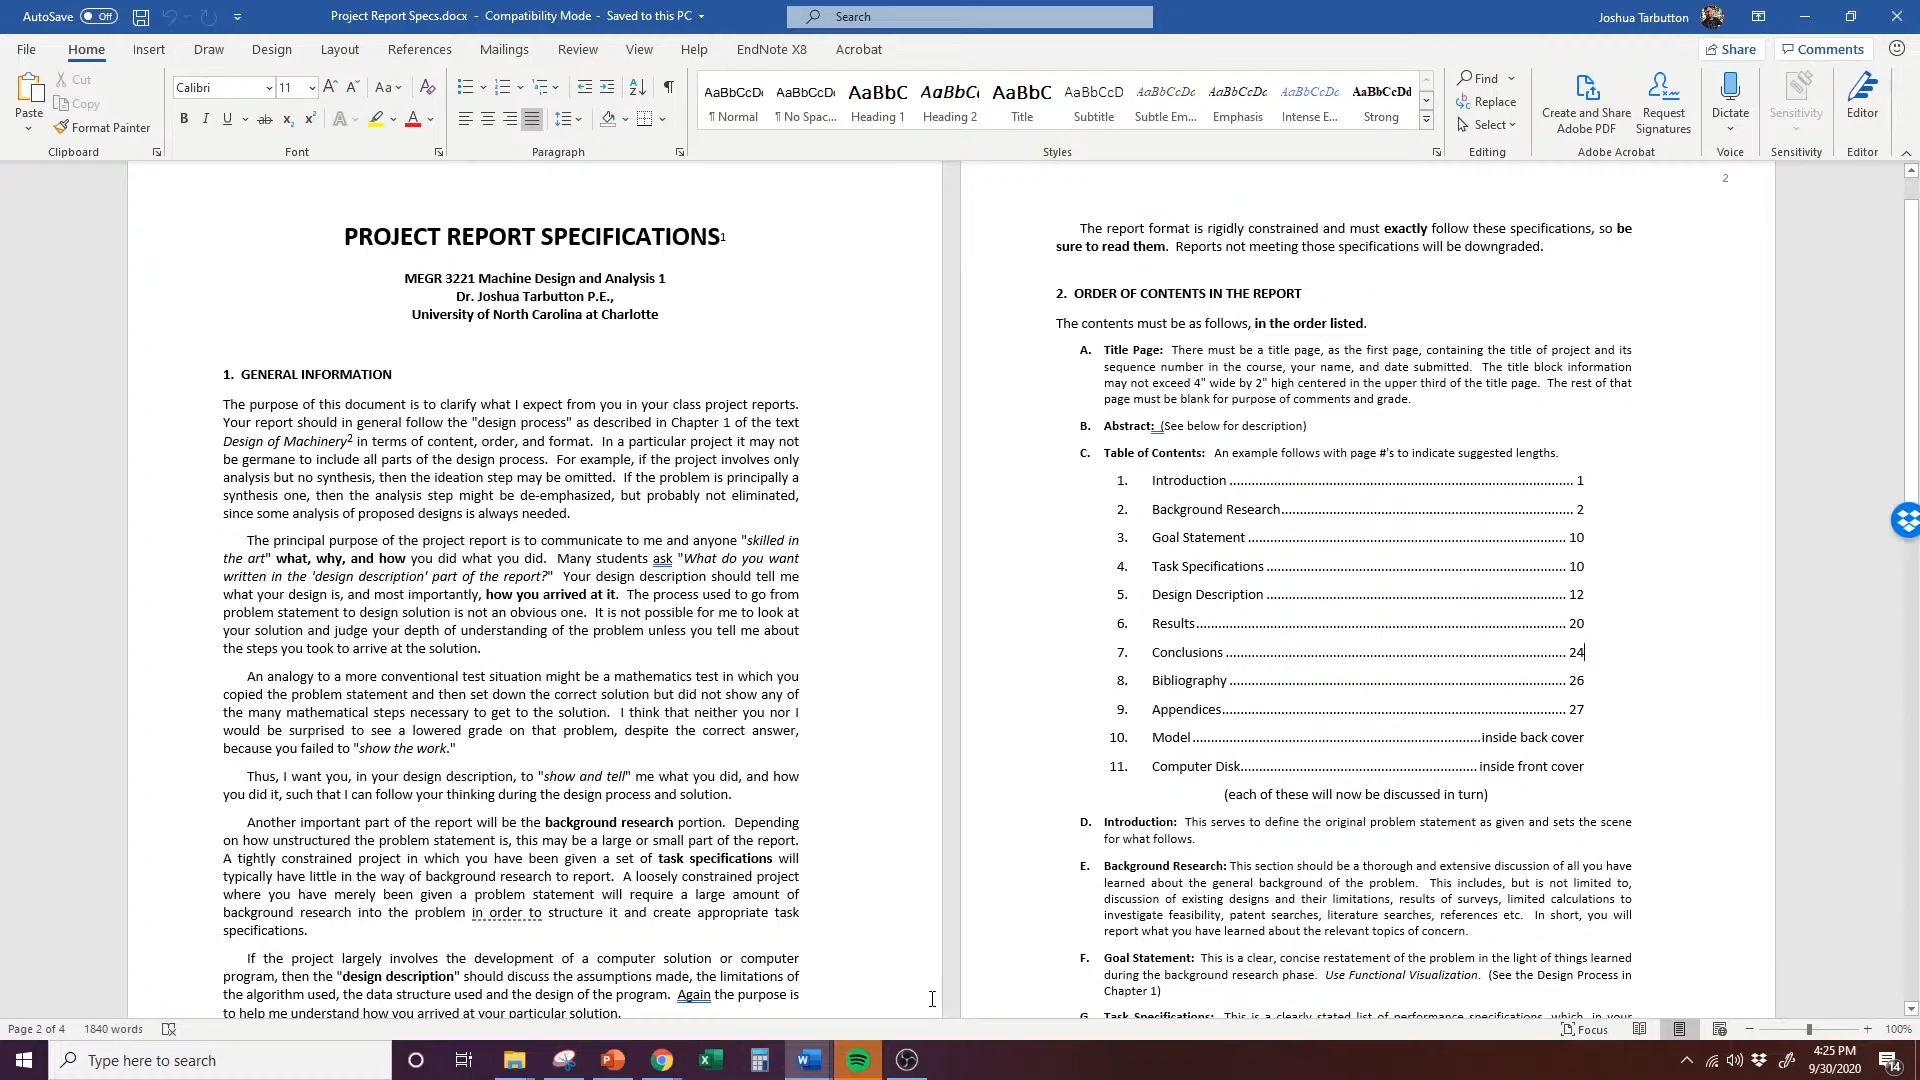 AutoSave Off
Project Report Specs.docx - Compatibility Mode - Saved to this PC
Search
Joshua Tarbutton
File Home Insert Draw Design Layout References Mailings Review View Help EndNote X8 Acrobat
Share Comments
Paste
Cut
Copy
Format Painter
Clipboard
Calibri 11
Font
Paragraph
AaBbCcDc AaBbCcDc AaBbC AaBbCc AaBbC AaBbCcD AaBbCcDc AaBbCcDc AaBbCcDc AaBbCcDd
¶ Normal ¶ No Spac... Heading 1 Heading 2 Title Subtitle Subtle Em... Emphasis Intense E... Strong
Styles
Find
Replace
Select
Editing
Create and Share Adobe PDF
Request Signatures
Adobe Acrobat
Dictate
Voice
Sensitivity
Sensitivity
Editor
Editor
PROJECT REPORT SPECIFICATIONS1
MEGR 3221 Machine Design and Analysis 1
Dr. Joshua Tarbutton P.E.,
University of North Carolina at Charlotte
1. GENERAL INFORMATION
The purpose of this document is to clarify what I expect from you in your class project reports.
Your report should in general follow the "design process" as described in Chapter 1 of the text
Design of Machinery2 in terms of content, order, and format. In a particular project it may not
be germane to include all parts of the design process. For example, if the project involves only
analysis but no synthesis, then the ideation step may be omitted. If the problem is principally a
synthesis one, then the analysis step might be de-emphasized, but probably not eliminated,
since some analysis of proposed designs is always needed.
The principal purpose of the project report is to communicate to me and anyone "skilled in
the art" what, why, and how you did what you did. Many students ask "What do you want
written in the 'design description' part of the report?" Your design description should tell me
what your design is, and most importantly, how you arrived at it. The process used to go from
problem statement to design solution is not an obvious one. It is not possible for me to look at
your solution and judge your depth of understanding of the problem unless you tell me about
the steps you took to arrive at the solution.
An analogy to a more conventional test situation might be a mathematics test in which you
copied the problem statement and then set down the correct solution but did not show any of
the many mathematical steps necessary to get to the solution. I think that neither you nor I
would be surprised to see a lowered grade on that problem, despite the correct answer,
because you failed to "show the work."
Thus, I want you, in your design description, to "show and tell" me what you did, and how
you did it, such that I can follow your thinking during the design process and solution.
Another important part of the report will be the background research portion. Depending
on how unstructured the problem statement is, this may be a large or small part of the report.
A tightly constrained project in which you have been given a set of task specifications will
typically have little in the way of background research to report. A loosely constrained project
where you have merely been given a problem statement will require a large amount of
background research into the problem in order to structure it and create appropriate task
specifications.
If the project largely involves the development of a computer solution or computer
program, then the "design description" should discuss the assumptions made, the limitations of
the algorithm used, the data structure used and the design of the program. Again the purpose is
to help me understand how you arrived at your particular solution.
2
The report format is rigidly constrained and must exactly follow these specifications, so be
sure to read them. Reports not meeting those specifications will be downgraded.
2. ORDER OF CONTENTS IN THE REPORT
The contents must be as follows, in the order listed.
A. Title Page: There must be a title page, as the first page, containing the title of project and its
sequence number in the course, your name, and date submitted. The title block information
may not exceed 4" wide by 2" high centered in the upper third of the title page. The rest of that
page must be blank for purpose of comments and grade.
B. Abstract: (See below for description)
C. Table of Contents: An example follows with page #'s to indicate suggested lengths.
1. Introduction ........ 1
2. Background Research........ 2
3. Goal Statement ........ 10
4. Task Specifications ........ 10
5. Design Description ........ 12
6. Results........ 20
7. Conclusions ........ 24
8. Bibliography ........ 26
9. Appendices........ 27
10. Model........inside back cover
11. Computer Disk........ inside front cover
(each of these will now be discussed in turn)
D. Introduction: This serves to define the original problem statement as given and sets the scene
for what follows.
E. Background Research: This section should be a thorough and extensive discussion of all you have
learned about the general background of the problem. This includes, but is not limited to,
discussion of existing designs and their limitations, results of surveys, limited calculations to
investigate feasibility, patent searches, literature searches, references etc. In short, you will
report what you have learned about the relevant topics of concern.
F. Goal Statement: This is a clear, concise restatement of the problem in the light of things learned
during the background research phase. Use Functional Visualization. (See the Design Process in
Chapter 1)
G. Task Specifications: This is a clearly stated list of performance specifications which, in your
Page 2 of 4 1840 words
Focus
100%
Type here to search
4:25 PM
9/30/2020
14